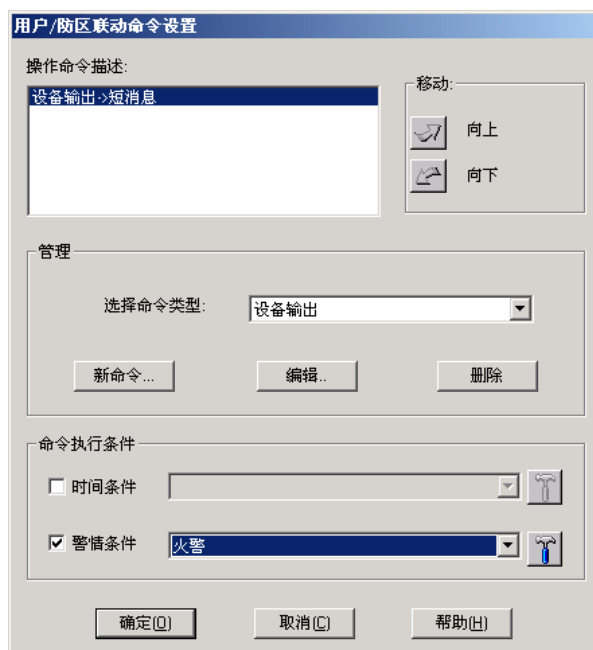 用户/防区联动命令设置
操作命令描述:
设备输出->短消息
移动:
向上
向下
管理
选择命令类型:
设备输出
新命令...
编辑..
删除
命令执行条件
时间条件
警情条件
火警
确定(O)
取消(C)
帮助(H)